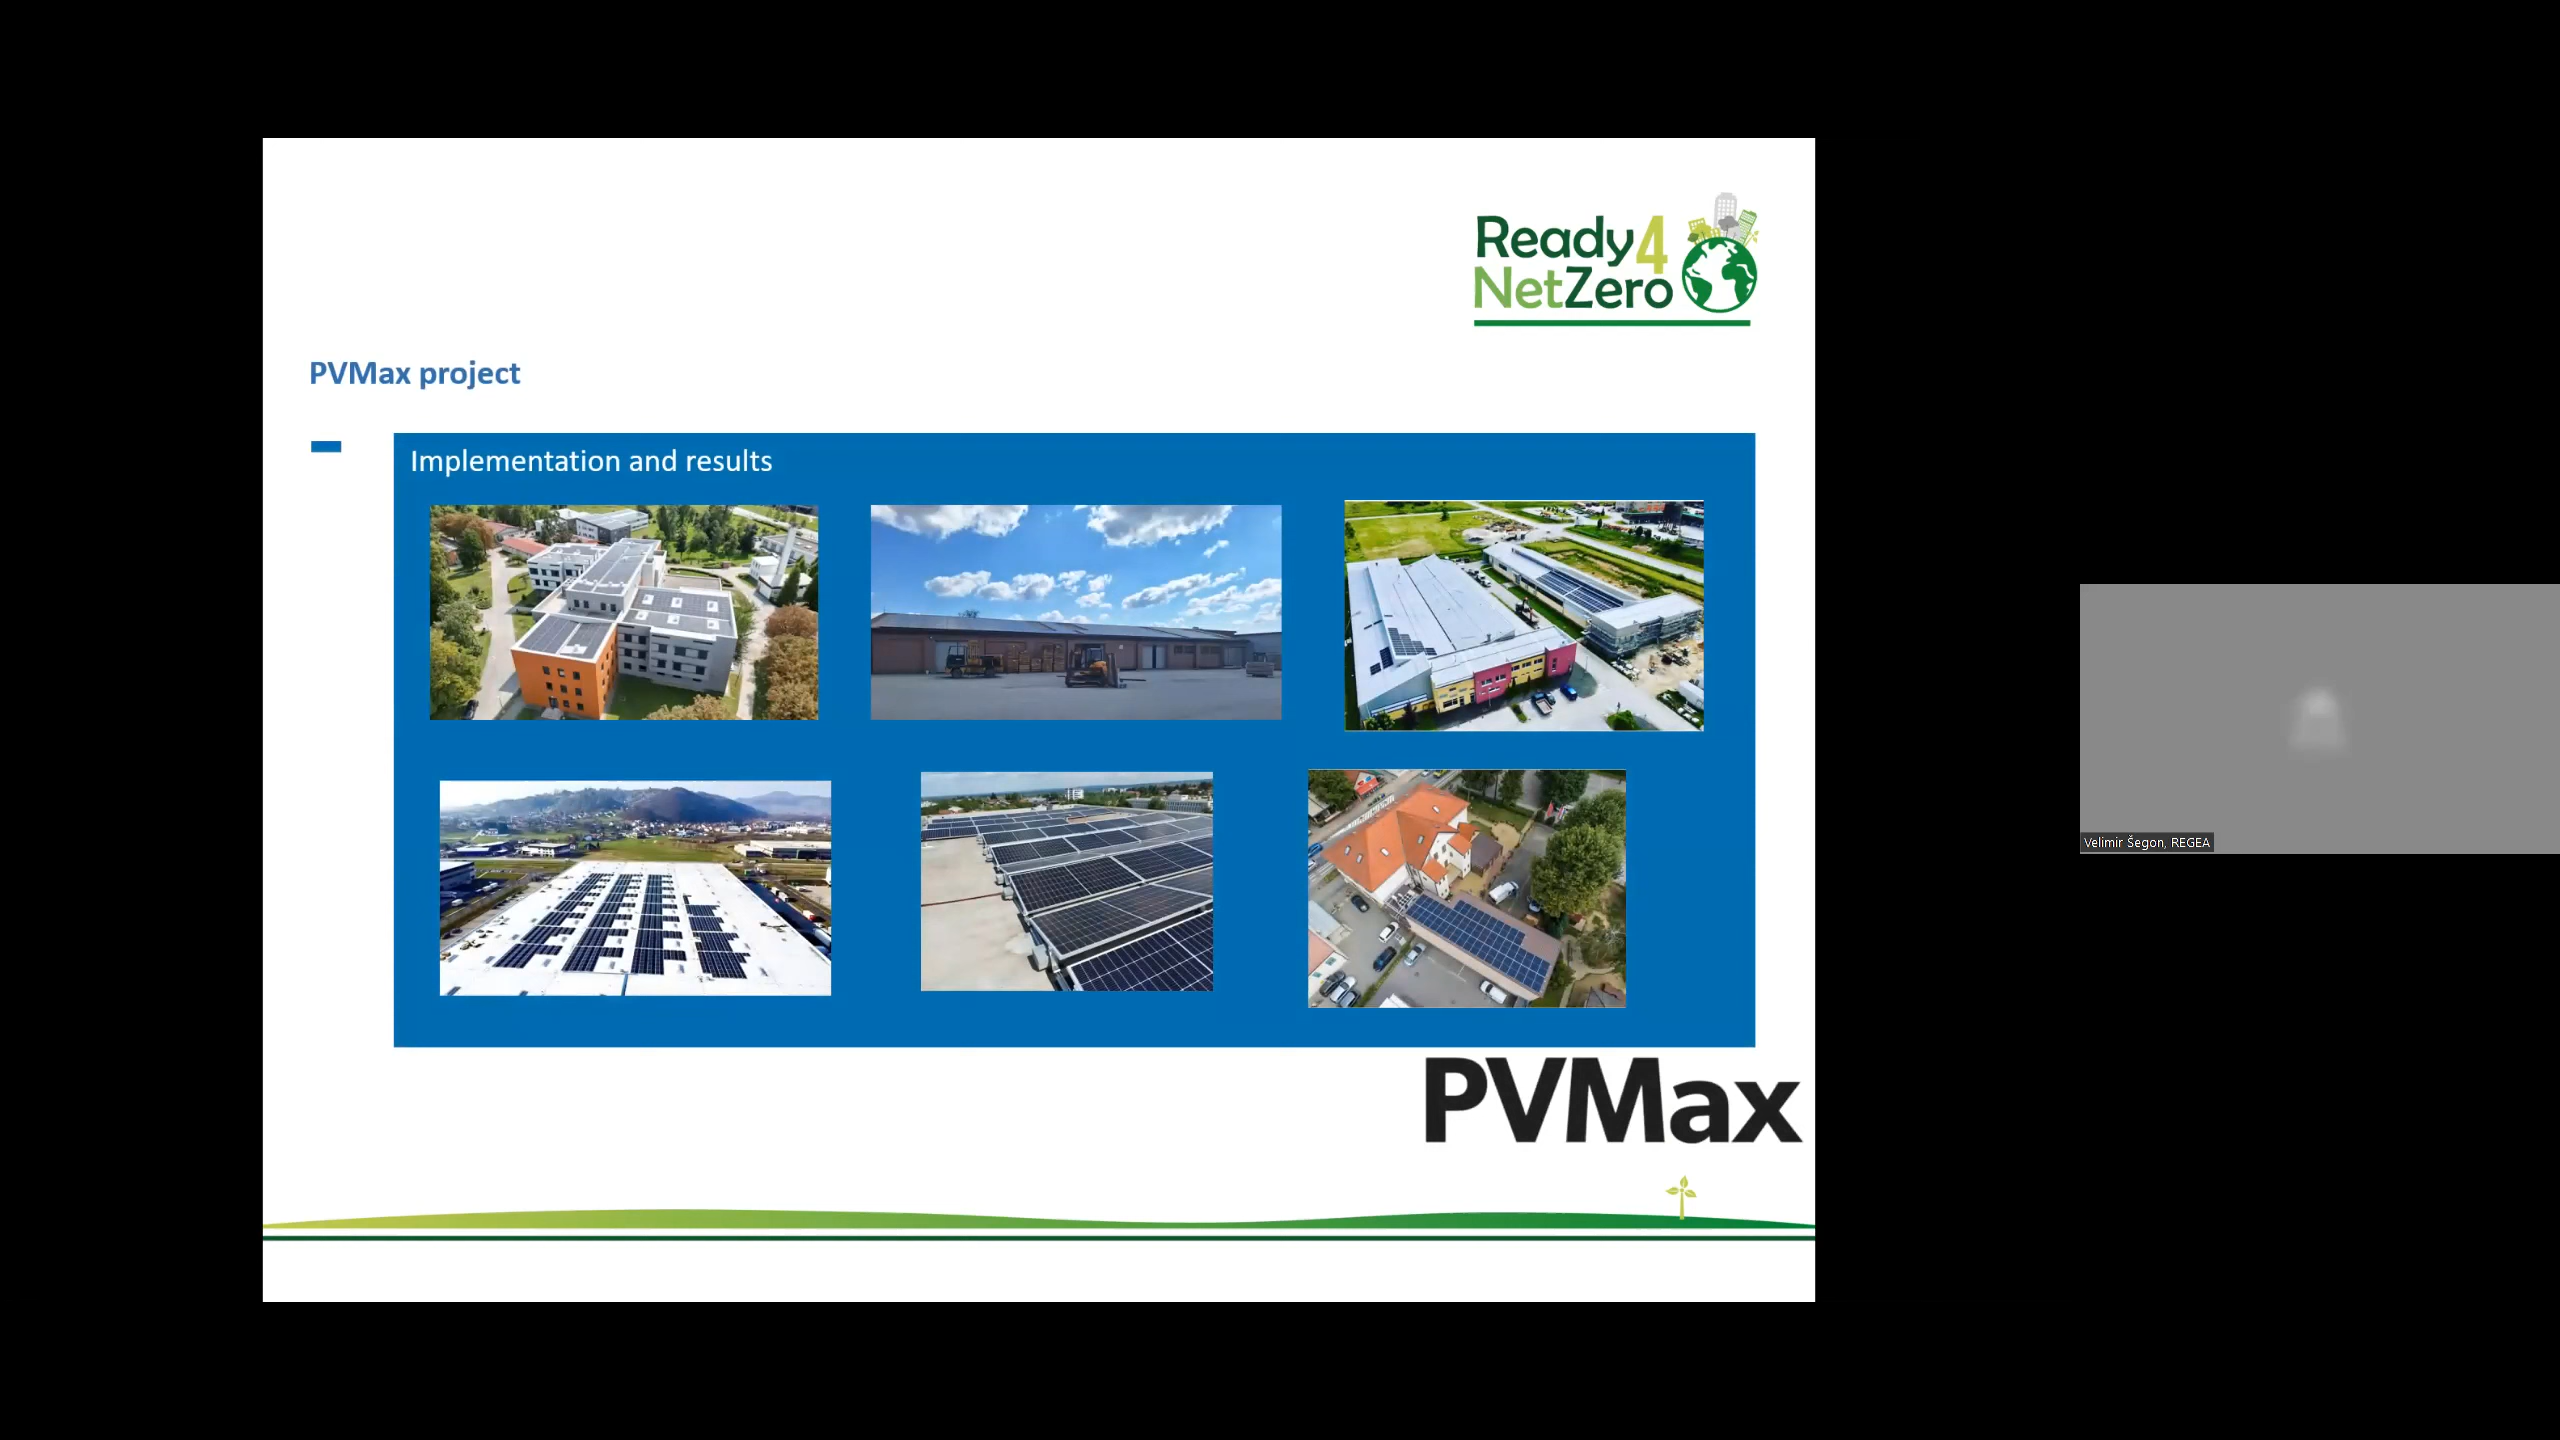 Ready4
NetZero
PVMax project
Implementation and results
PVMax
Velimir Šegon, REGEA